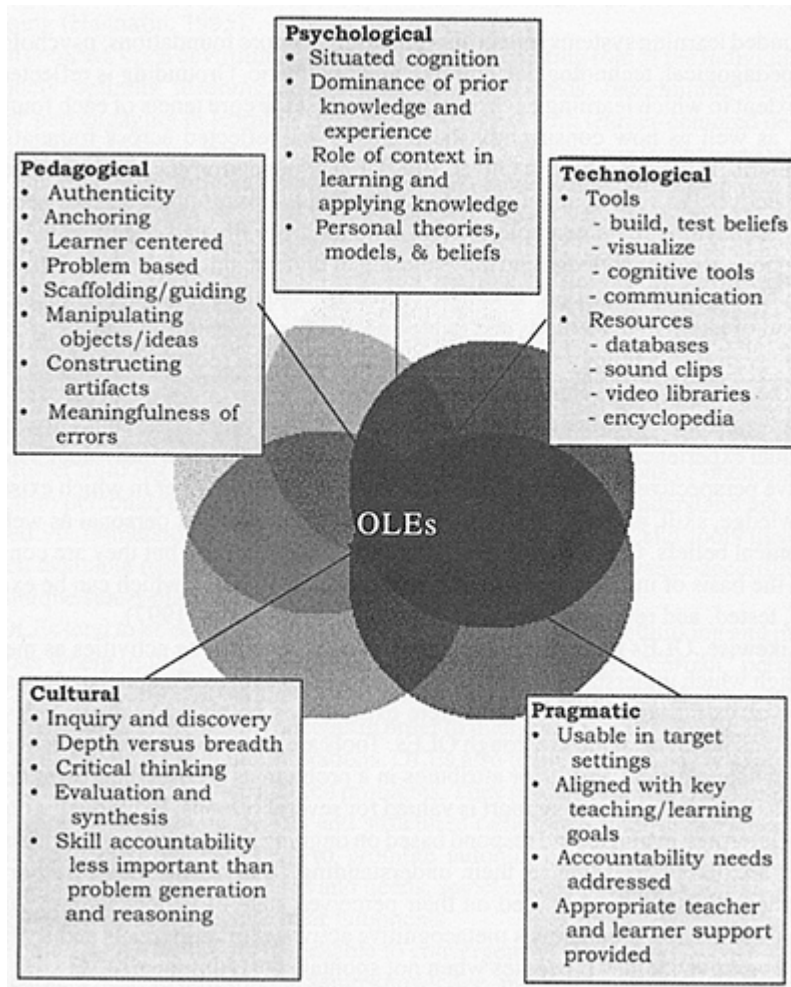 Psychological
• Situated cognition
• Dominance of prior
knowledge and
experience
• Role of context in
learning and
applying knowledge
• Personal theories,
models, & beliefs
Pedagogical
• Authenticity
• Anchoring
• Learner centered
• Problem based
• Scaffolding/guiding
• Manipulating
objects/ideas
• Constructing
artifacts
• Meaningfulness of
errors
Technological
• Tools
- build, test beliefs
- visualize
- cognitive tools
- communication
• Resources
- databases
- sound clips
- video libraries
- encyclopedia
OLEs
Cultural
• Inquiry and discovery
• Depth versus breadth
• Critical thinking
• Evaluation and
synthesis
• Skill accountability
less important than
problem generation
and reasoning
Pragmatic
• Usable in target
settings
• Aligned with key
teaching/learning
goals
• Accountability needs
addressed
• Appropriate teacher
and learner support
provided